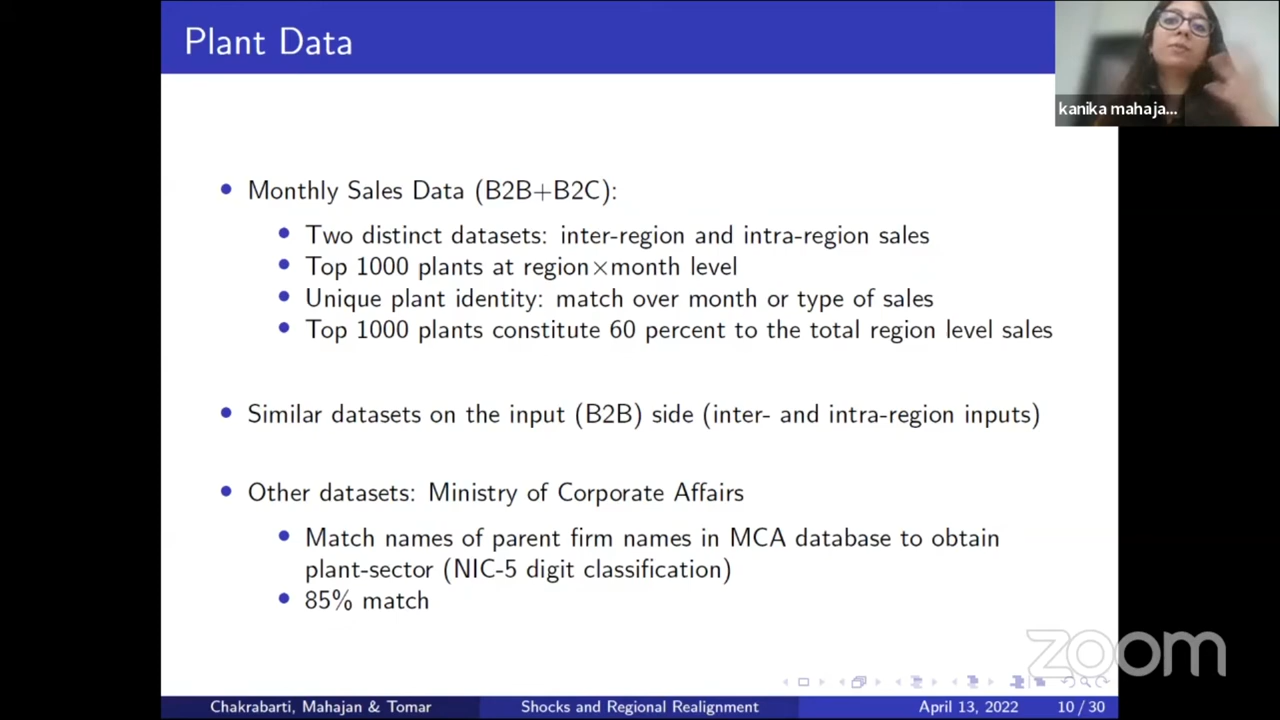 Plant Data
kanika mahaja...
Monthly Sales Data (B2B+B2C):
Two distinct datasets: inter-region and intra-region sales
Top 1000 plants at region×month level
Unique plant identity: match over month or type of sales
Top 1000 plants constitute 60 percent to the total region level sales
Similar datasets on the input (B2B) side (inter- and intra-region inputs)
Other datasets: Ministry of Corporate Affairs
Match names of parent firm names in MCA database to obtain
plant-sector (NIC-5 digit classification)
85% match
zoom
Chakrabarti, Mahajan & Tomar Shocks and Regional Realignment April 13, 2022 10 / 30